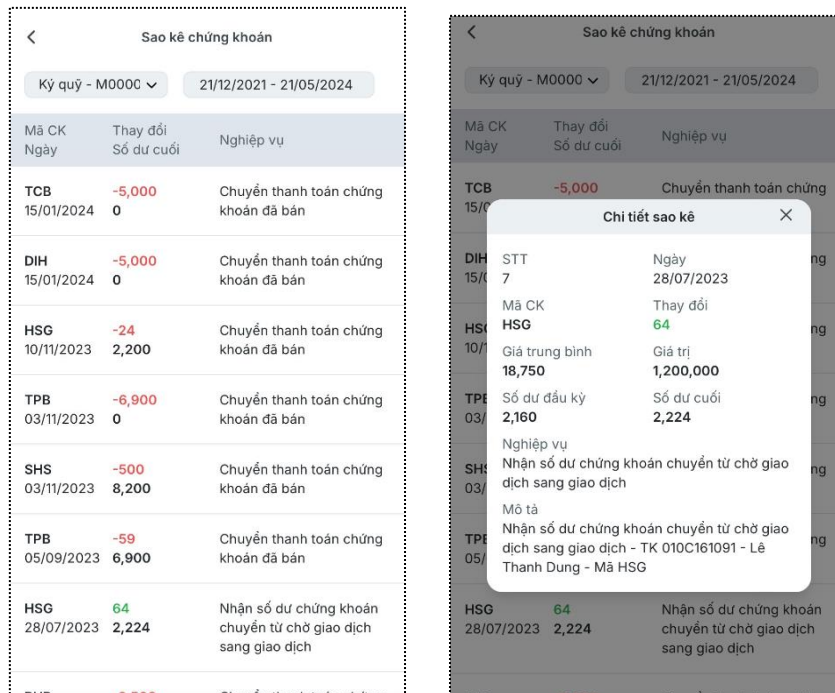 Sao kê chứng khoán
Ký quỹ - M0000
21/12/2021 - 21/05/2024
Mã CK Thay đổi Nghiệp vụ
Ngày Số dư cuối
TCB -5,000 Chuyển thanh toán chứng
15/01/2024 0 khoán đã bán
DIH -5,000 Chuyển thanh toán chứng
15/01/2024 0 khoán đã bán
HSG -24 Chuyển thanh toán chứng
10/11/2023 2,200 khoán đã bán
TPB -6,900 Chuyển thanh toán chứng
03/11/2023 0 khoán đã bán
SHS -500 Chuyển thanh toán chứng
03/11/2023 8,200 khoán đã bán
TPB -59 Chuyển thanh toán chứng
05/09/2023 6,900 khoán đã bán
HSG 64 Nhận số dư chứng khoán
28/07/2023 2,224 chuyển từ chờ giao dịch
sang giao dịch
Sao kê chứng khoán
Ký quỹ - M0000
21/12/2021 - 21/05/2024
Mã CK Thay đổi Nghiệp vụ
Ngày Số dư cuối
TCB -5,000 Chuyển thanh toán chứng
Chi tiết sao kê
STT Ngày
7 28/07/2023
Mã CK Thay đổi
HSG 64
Giá trung bình Giá trị
18,750 1,200,000
Số dư đầu kỳ Số dư cuối
2,160 2,224
Nghiệp vụ
Nhận số dư chứng khoán chuyển từ chờ giao
dịch sang giao dịch
Mô tả
Nhận số dư chứng khoán chuyển từ chờ giao
dịch sang giao dịch - TK 010C161091 - Lê
Thanh Dung - Mã HSG
HSG 64 Nhận số dư chứng khoán
28/07/2023 2,224 chuyển từ chờ giao dịch
sang giao dịch